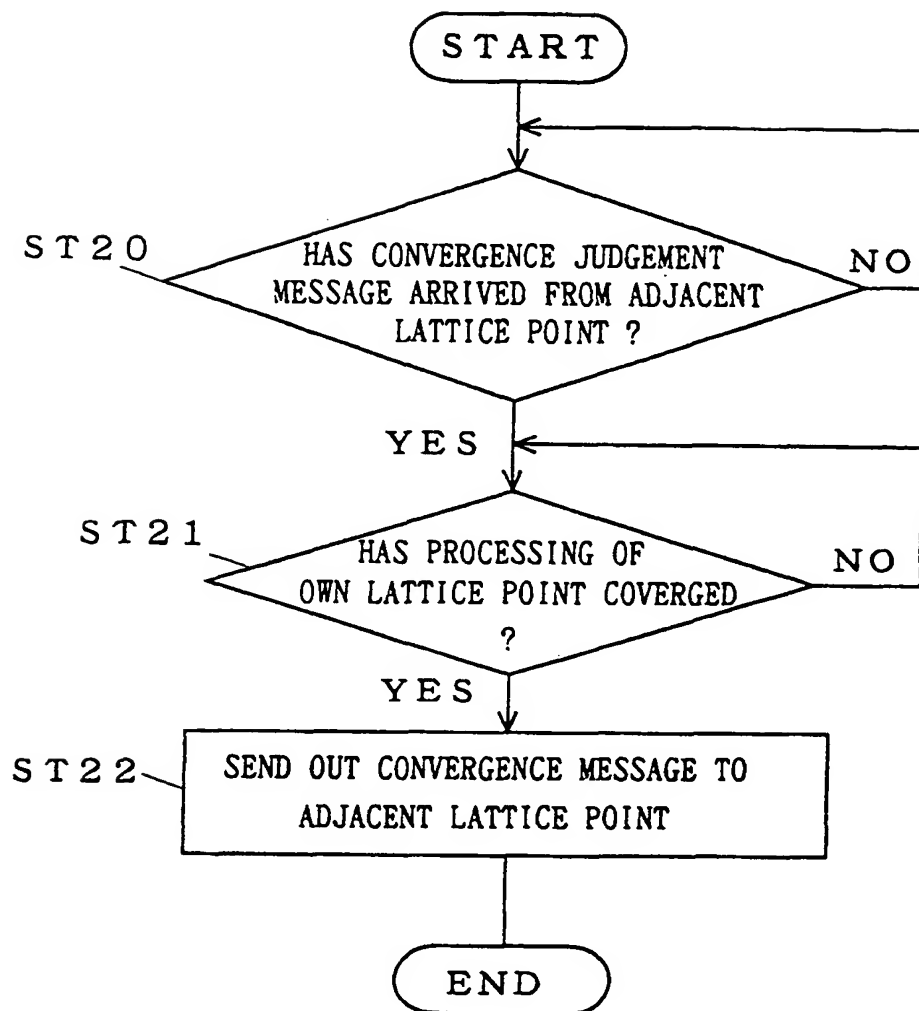 START
ST20
HAS CONVERGENCE JUDGEMENT
MESSAGE ARRIVED FROM ADJACENT
LATTICE POINT ?
NO
YES
ST21
HAS PROCESSING OF
OWN LATTICE POINT COVERGED
?
NO
YES
ST22
SEND OUT CONVERGENCE MESSAGE TO
ADJACENT LATTICE POINT
END